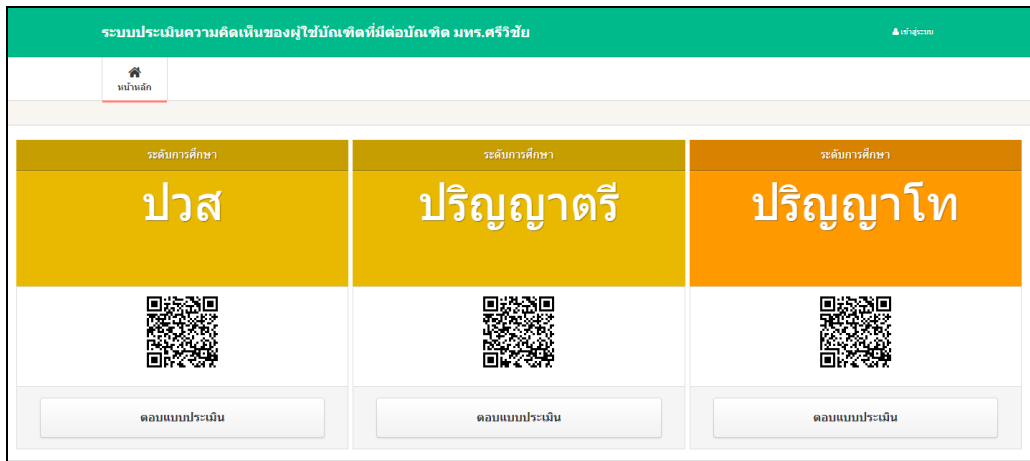 ระบบประเมินความคิดเห็นของผู้ใช้บัณฑิตที่มีต่อบัณฑิต มทร.ศรีวิชัย
เข้าสู่ระบบ
หน้าหลัก
ระดับการศึกษา
ปวส
ตอบแบบประเมิน
ระดับการศึกษา
ปริญญาตรี
ตอบแบบประเมิน
ระดับการศึกษา
ปริญญาโท
ตอบแบบประเมิน